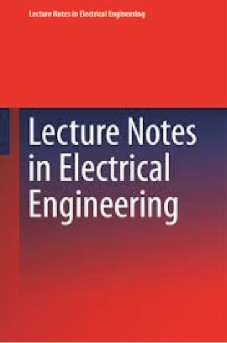 Lecture Notes in Electrical Engineering
Lecture Notes
in Electrical
Engineering